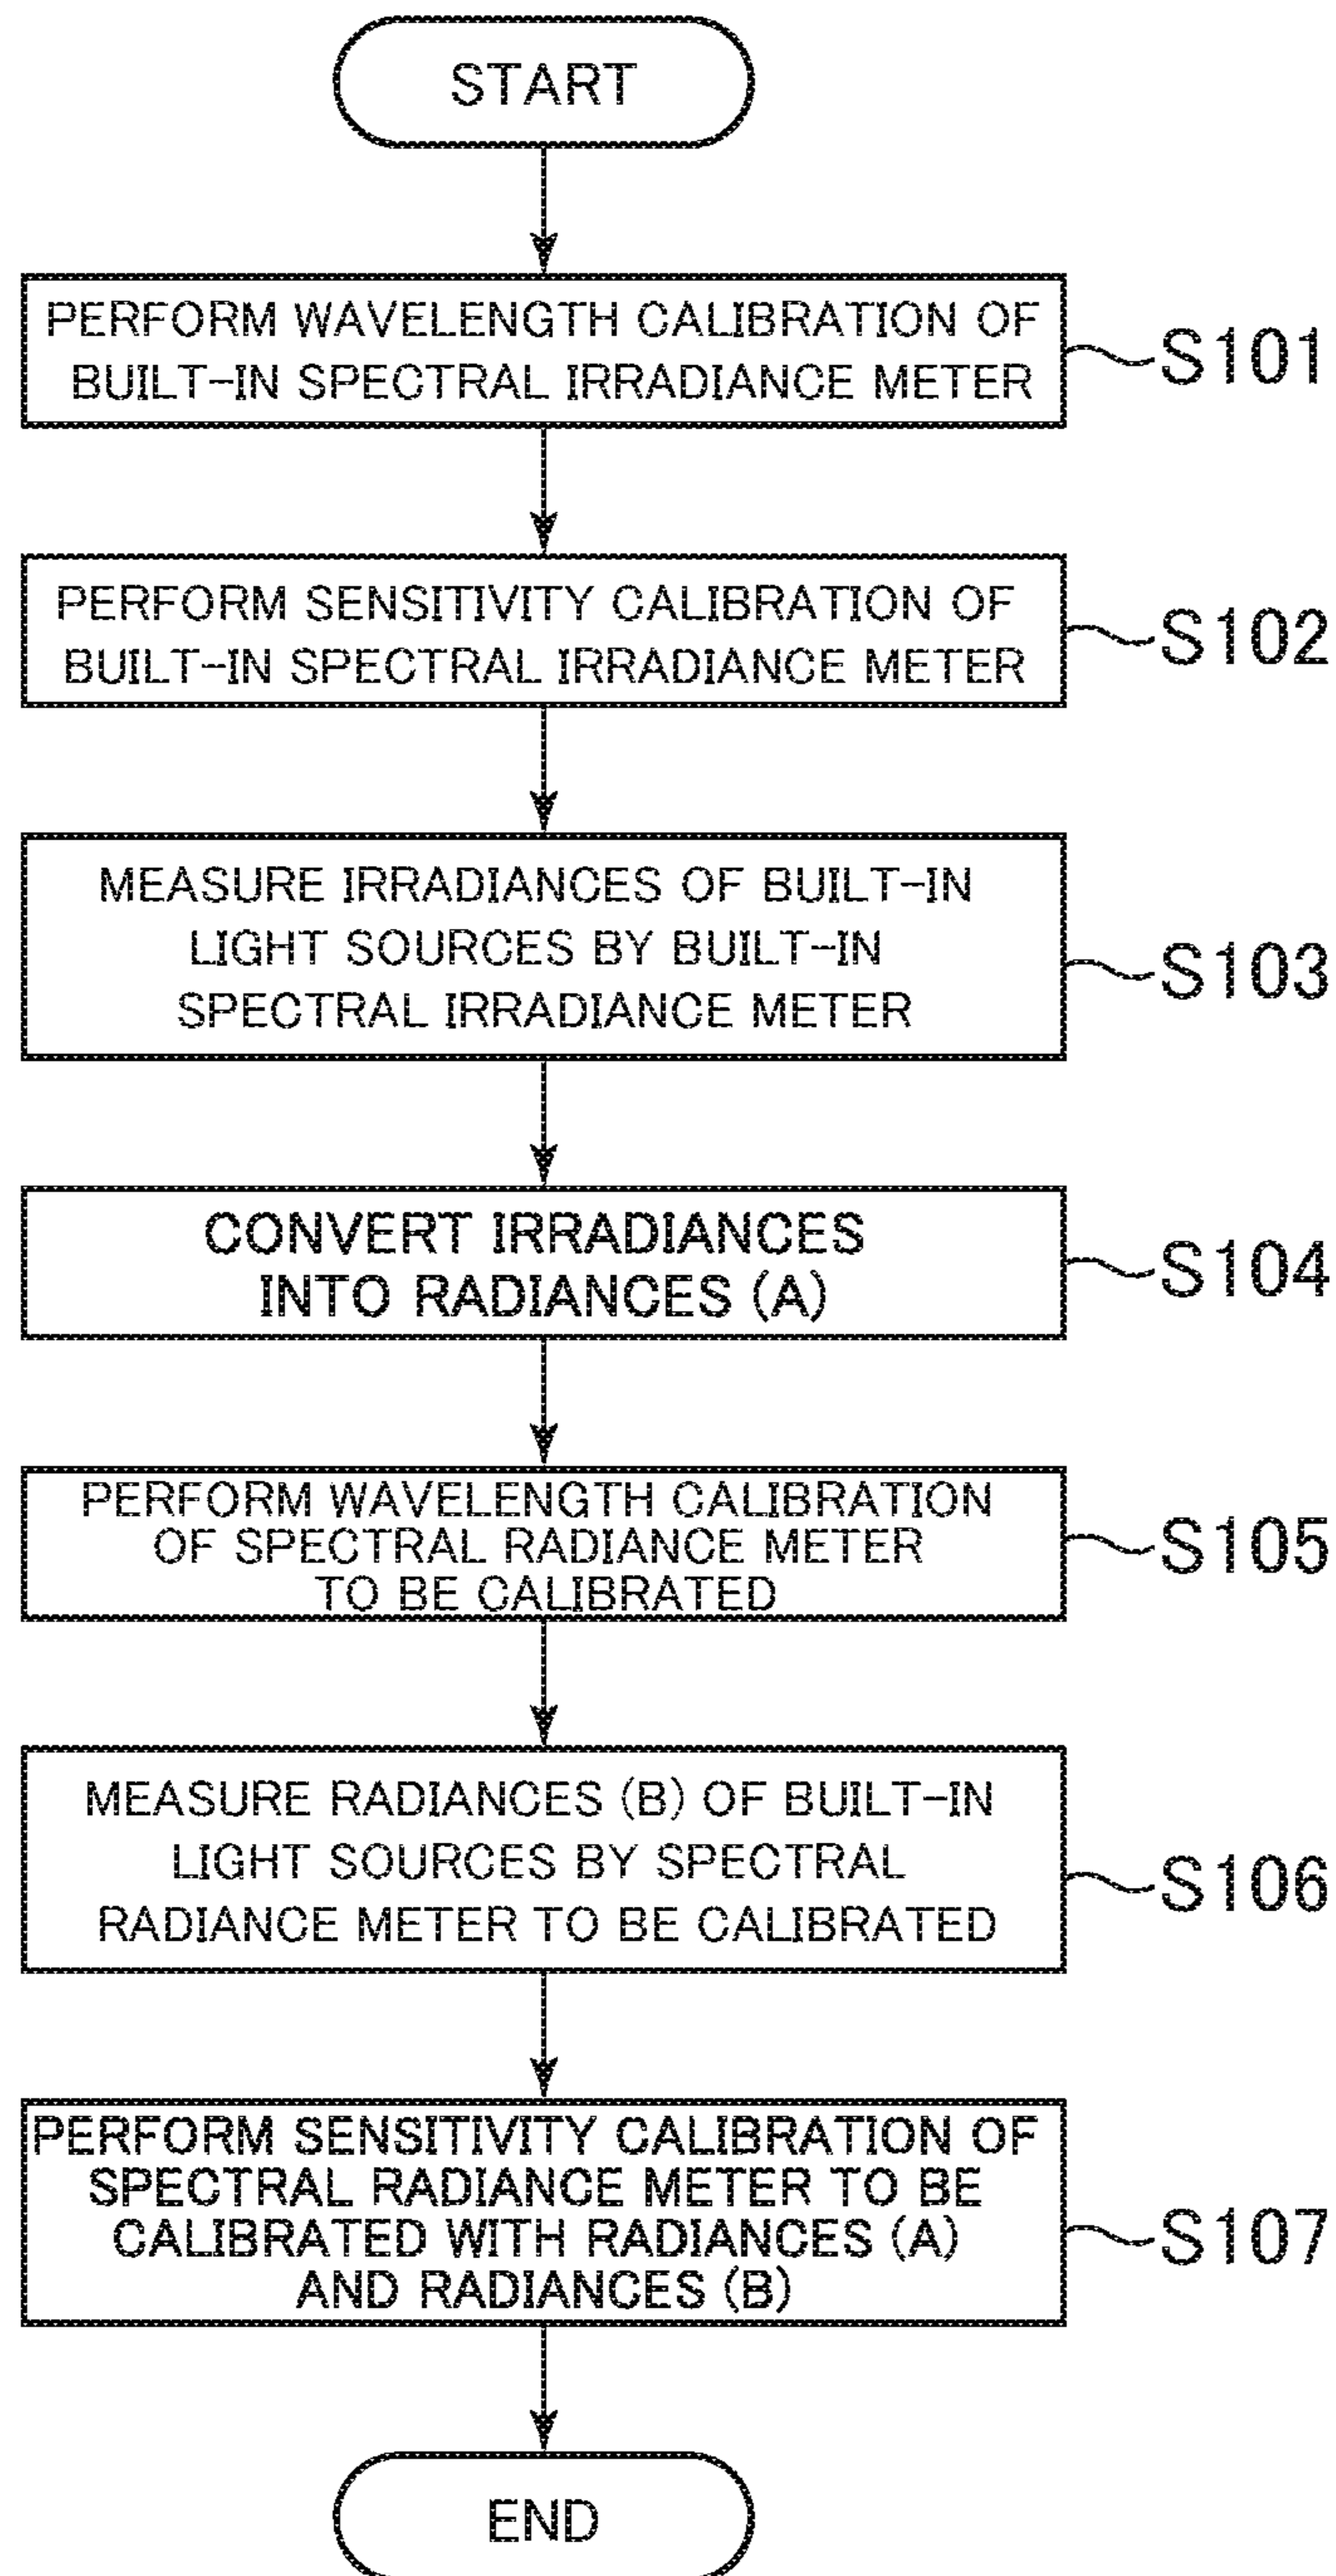 START
PERFORM WAVELENGTH CALIBRATION OF
BUILT-IN SPECTRAL IRRADIANCE METER
S101
PERFORM SENSITIVITY CALIBRATION OF
BUILT-IN SPECTRAL IRRADIANCE METER
S102
MEASURE IRRADIANCES OF BUILT-IN
LIGHT SOURCES BY BUILT-IN
SPECTRAL IRRADIANCE METER
S103
CONVERT IRRADIANCES
INTO RADIANCES (A)
S104
PERFORM WAVELENGTH CALIBRATION
OF SPECTRAL RADIANCE METER
TO BE CALIBRATED
S105
MEASURE RADIANCES (B) OF BUILT-IN
LIGHT SOURCES BY SPECTRAL
RADIANCE METER TO BE CALIBRATED
S106
PERFORM SENSITIVITY CALIBRATION OF
SPECTRAL RADIANCE METER TO BE
CALIBRATED WITH RADIANCES (A)
AND RADIANCES (B)
S107
END